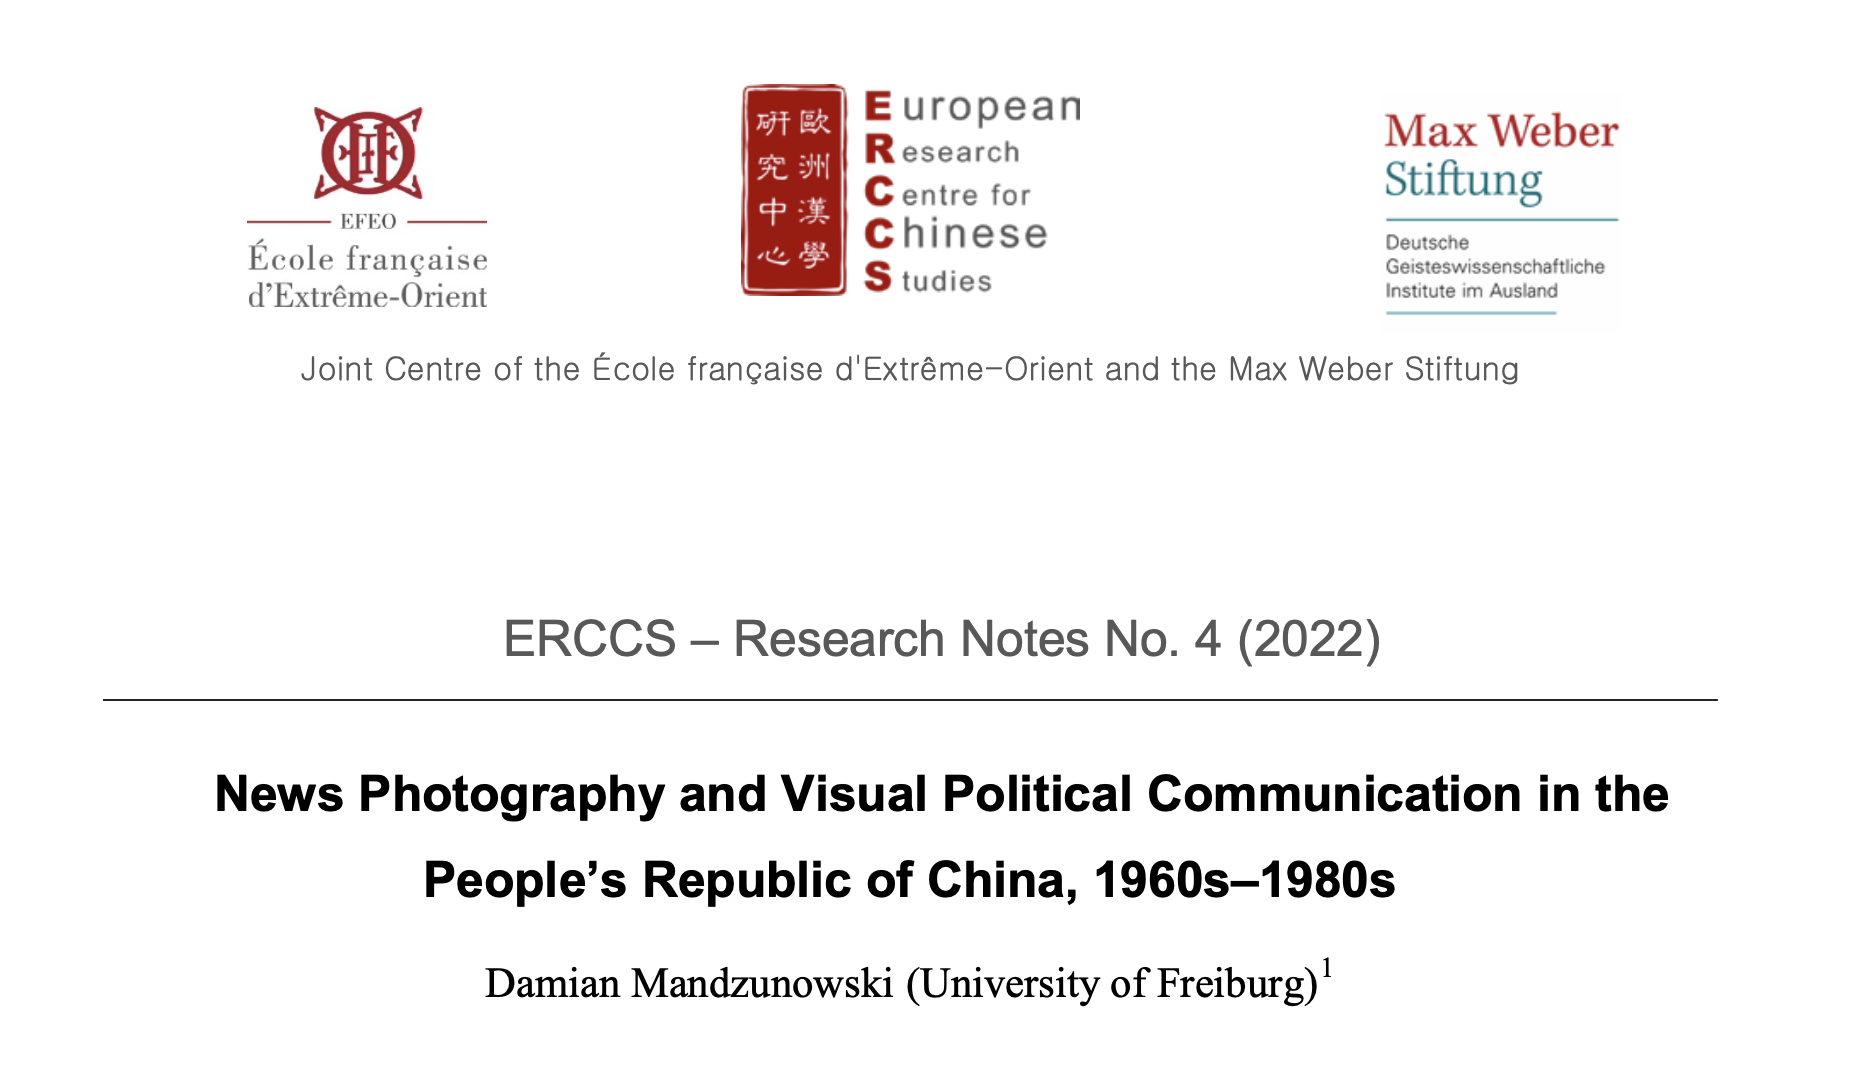 EFEO
École française
d'Extrême-Orient
歐洲漢學
研究中心
European
Research
Centre for
Chinese
Studies
Max Weber
Stiftung
Deutsche
Geisteswissenschaftliche
Institute im Ausland
Joint Centre of the École française d'Extrême-Orient and the Max Weber Stiftung
ERCCS – Research Notes No. 4 (2022)
News Photography and Visual Political Communication in the
People’s Republic of China, 1960s–1980s
Damian Mandzunowski (University of Freiburg)¹